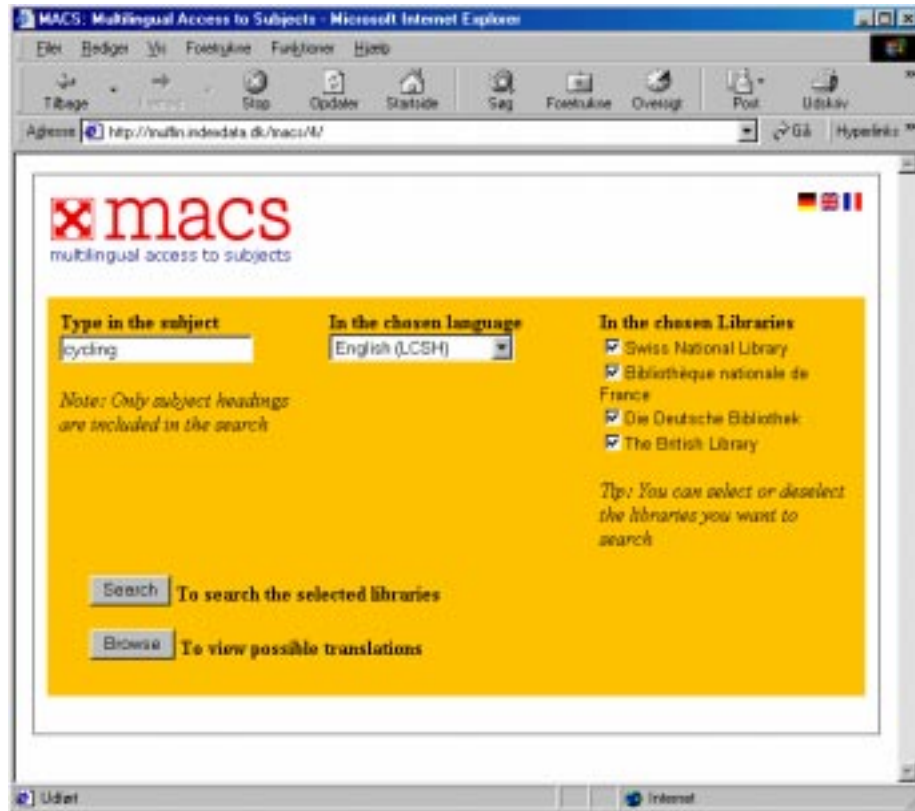 MACS: Multilingual Access to Subjects - Microsoft Internet Explorer
Filer Rediger Vis Foretrukne Funktioner Hjælp
Tilbage Stop Opdater Startside Søg Foretrukne Oversigt Post Udskriv
Adresse http://muffin.indexdata.dk/macs/4/ Gå Hyperlinks
macs
multilingual access to subjects
Type in the subject In the chosen language In the chosen Libraries
cycling English (LCSH) Swiss National Library
Bibliothèque nationale de
Note: Only subject headings France
are included in the search Die Deutsche Bibliothek
The British Library
Tip: You can select or deselect
the libraries you want to
search
Search To search the selected libraries
Browse To view possible translations
Udført Internet